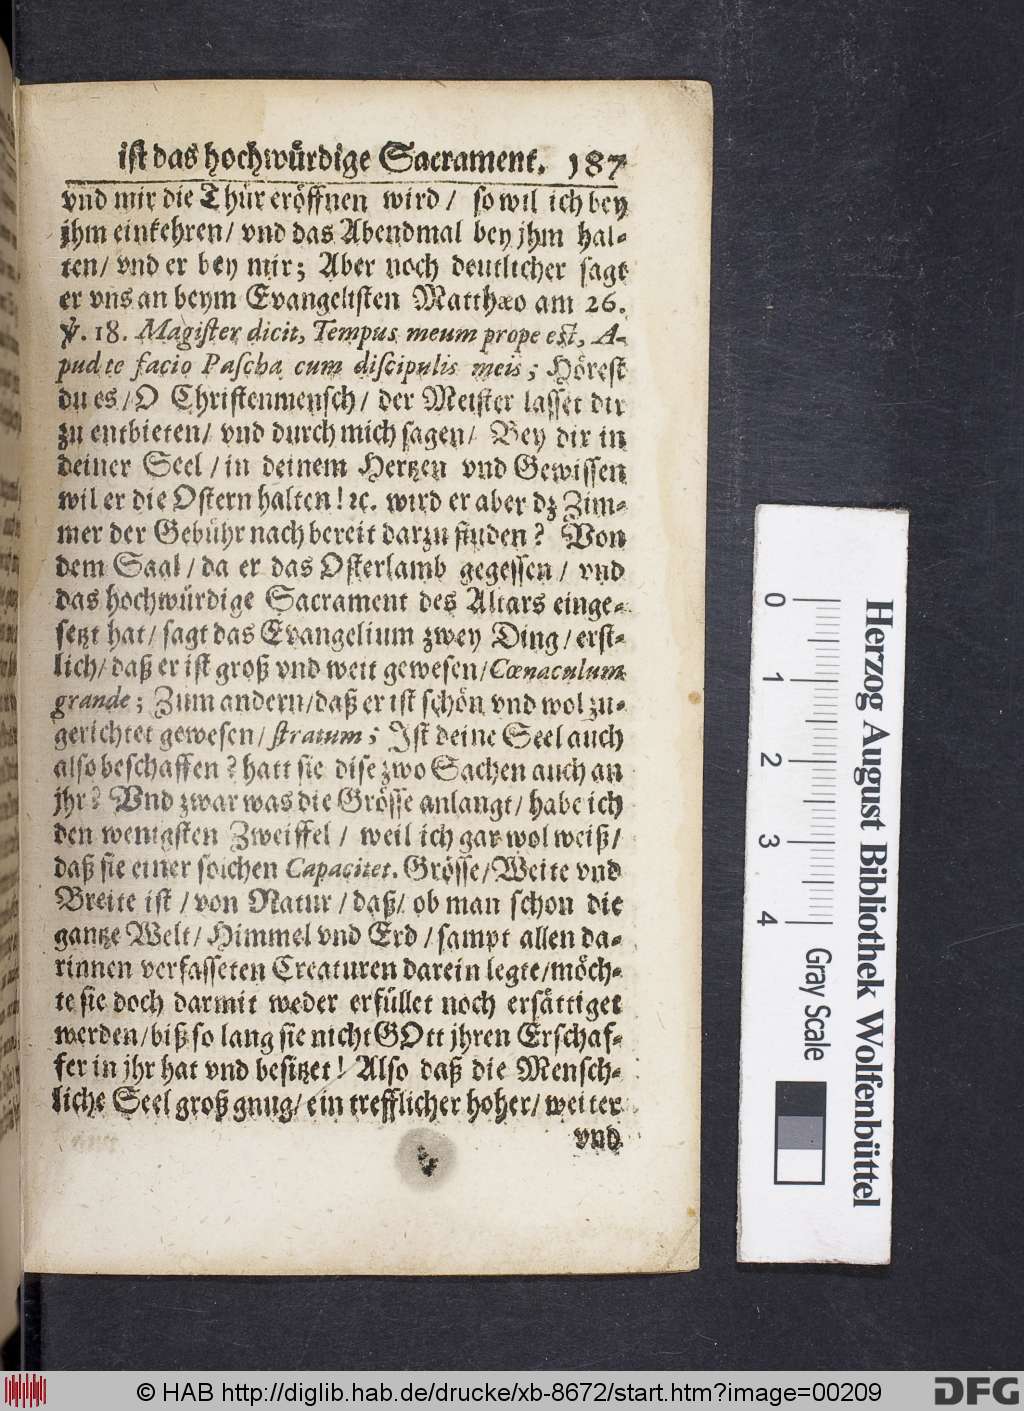 ist das hochwürdige Sacrament. 187
vnd mir die Thür eröffnen wird / so wil ich bey
jhm einkehren / vnd das Abendmal bey jhm hal-
ten / vnd er bey mir; Aber noch deutlicher sagt
er vns an beym Evangelisten Matthæo am 26.
℣. 18. Magister dicit, Tempus meum prope est, A-
pud te facio Pascha cum discipulis meis; Hörest
du es / O Christenmensch / der Meister lasset dir
zu entbieten / vnd durch mich sagen / Bey dir in
deiner Seel / in deinem Hertzen vnd Gewissen
wil er die Ostern halten! ꝛc. wird er aber dz Zim-
mer der Gebühr nach bereit darzu finden? Von
dem Saal / da er das Osterlamb gegessen / vnd
das hochwürdige Sacrament des Altars einge-
setzt hat / sagt das Evangelium zwey Ding / erst-
lich / daß er ist groß vnd weit gewesen / Cœnaculum
grande; Zum andern / daß er ist schön vnd wol zu-
gerichtet gewesen / stratum; Ist deine Seel auch
also beschaffen? hatt sie dise zwo Sachen auch an
jhr? Vnd zwar was die Grösse anlangt / habe ich
den wenigsten Zweiffel / weil ich gar wol weiß /
daß sie einer solchen Capacitet. Grösse / Weite vnd
Breite ist / von Natur / daß / ob man schon die
gantze Welt / Himmel vnd Erd / sampt allen da-
rinnen verfasseten Creaturen darein legte / möch-
te sie doch darmit weder erfüllet noch ersättiget
werden / biß so lang sie nicht GOtt jhren Erschaf-
fer in jhr hat vnd besitzet! Also daß die Mensch-
liche Seel groß gnug / ein trefflicher hoher / weiter
vnd
0
1
2
3
4
Gray Scale
Herzog August Bibliothek Wolfenbüttel
© HAB http://diglib.hab.de/drucke/xb-8672/start.htm?image=00209
DFG